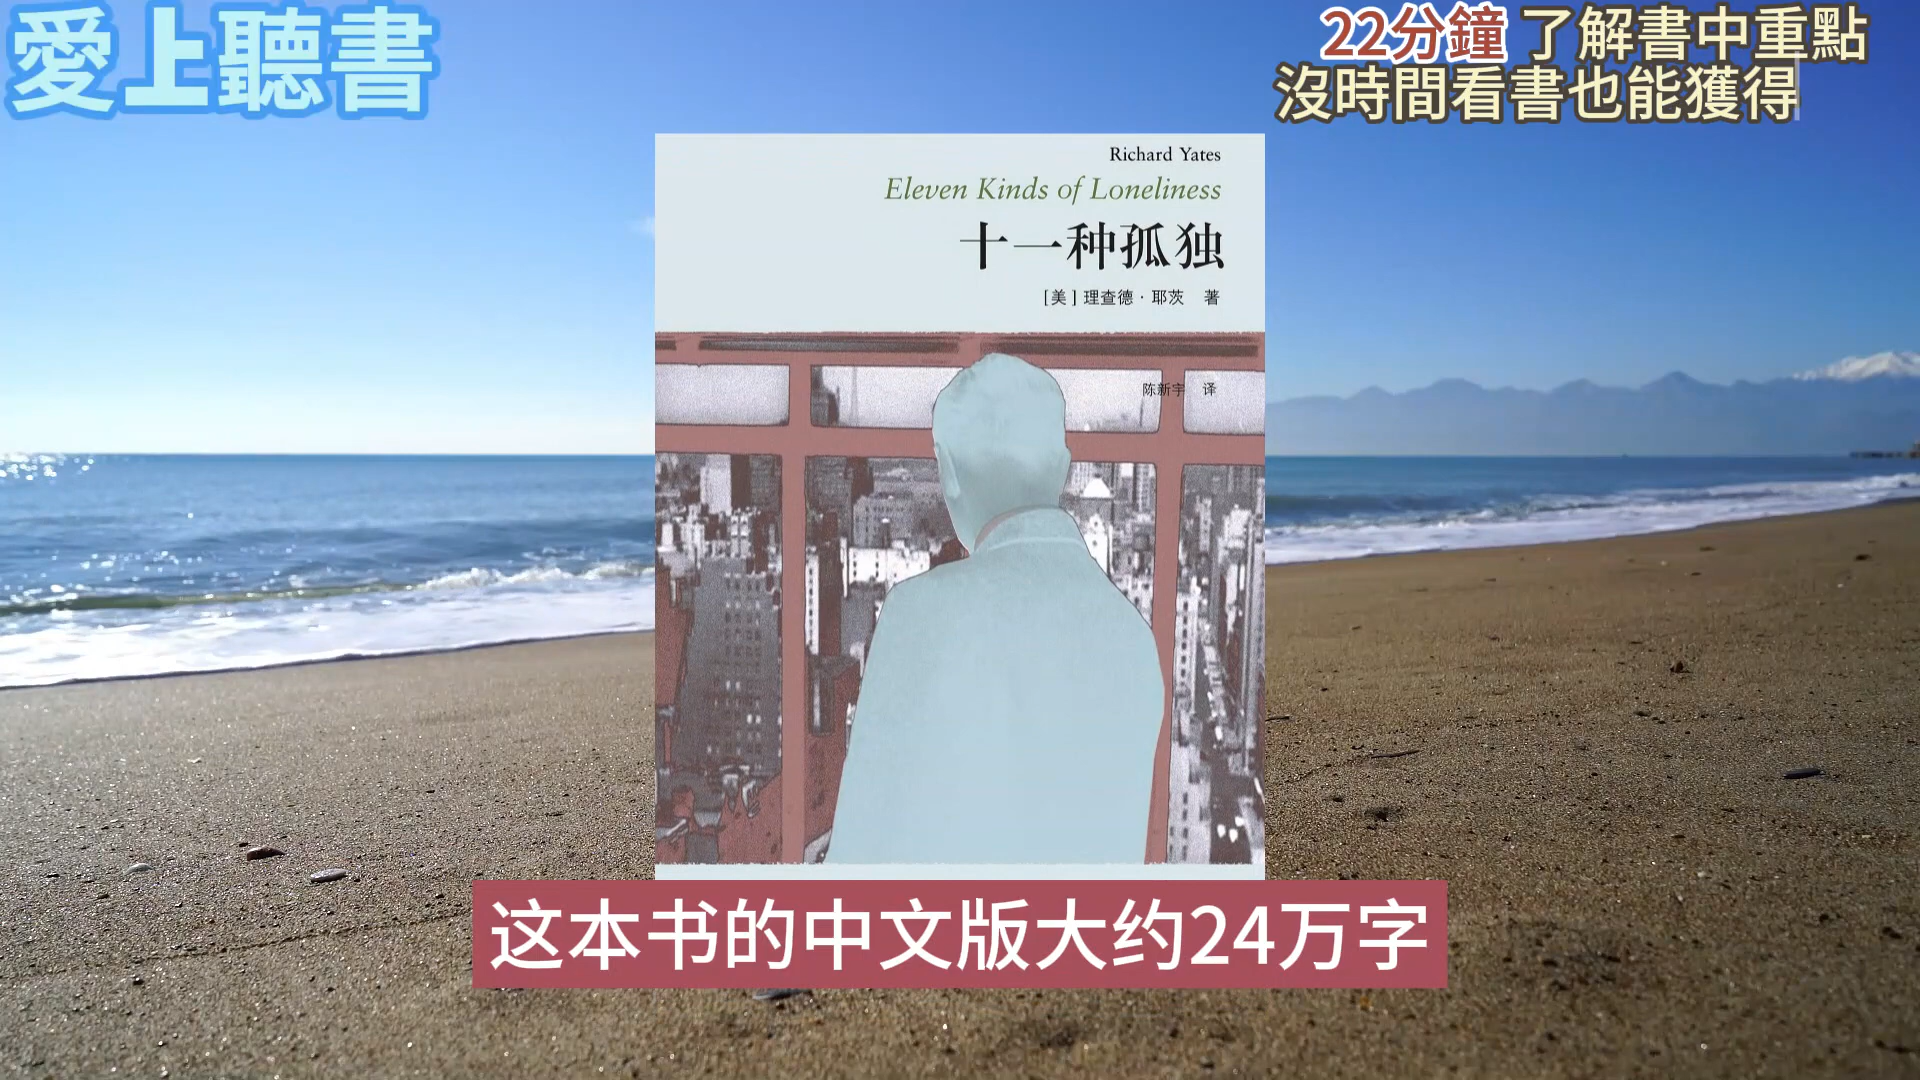 愛上聽書
22分鐘 了解書中重點
沒時間看書也能獲得
Richard Yates
Eleven Kinds of Loneliness
十一种孤独
[美] 理查德·耶茨 著
陈新宇 译
这本书的中文版大约24万字